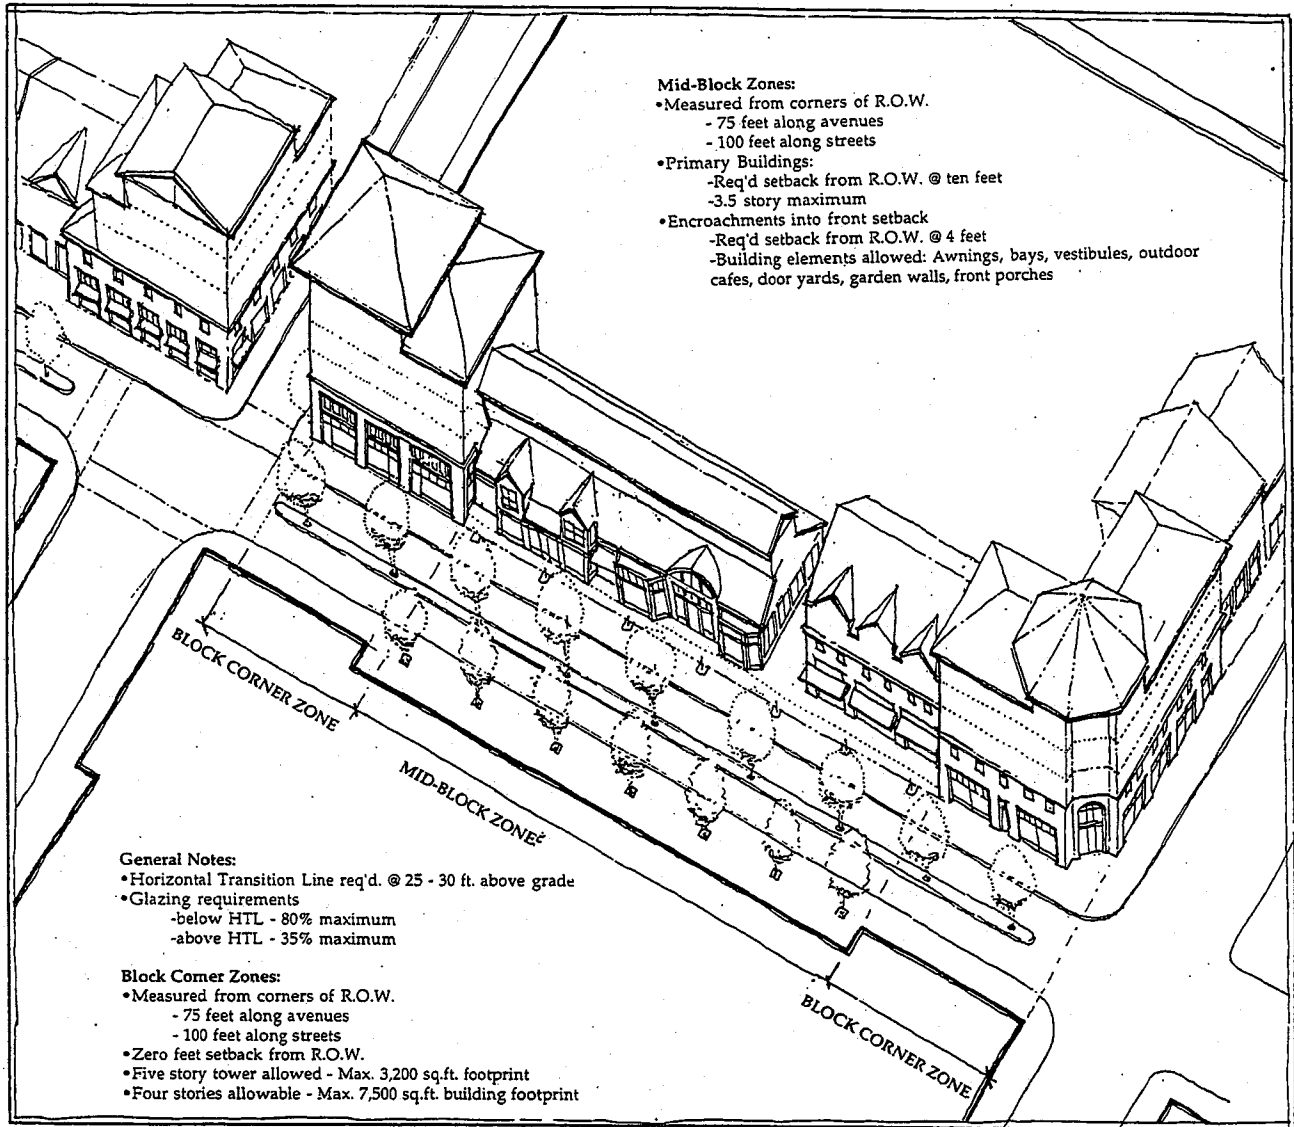 Mid-Block Zones:
•Measured from corners of R.O.W.
- 75 feet along avenues
- 100 feet along streets
•Primary Buildings:
-Req'd setback from R.O.W. @ ten feet
-3.5 story maximum
•Encroachments into front setback
-Req'd setback from R.O.W. @ 4 feet
-Building elements allowed: Awnings, bays, vestibules, outdoor
cafes, door yards, garden walls, front porches
BLOCK CORNER ZONE
MID-BLOCK ZONE
BLOCK CORNER ZONE
General Notes:
•Horizontal Transition Line req'd. @ 25 - 30 ft. above grade
•Glazing requirements
-below HTL - 80% maximum
-above HTL - 35% maximum
Block Corner Zones:
•Measured from corners of R.O.W.
- 75 feet along avenues
- 100 feet along streets
•Zero feet setback from R.O.W.
•Five story tower allowed - Max. 3,200 sq.ft. footprint
•Four stories allowable - Max. 7,500 sq.ft. building footprint